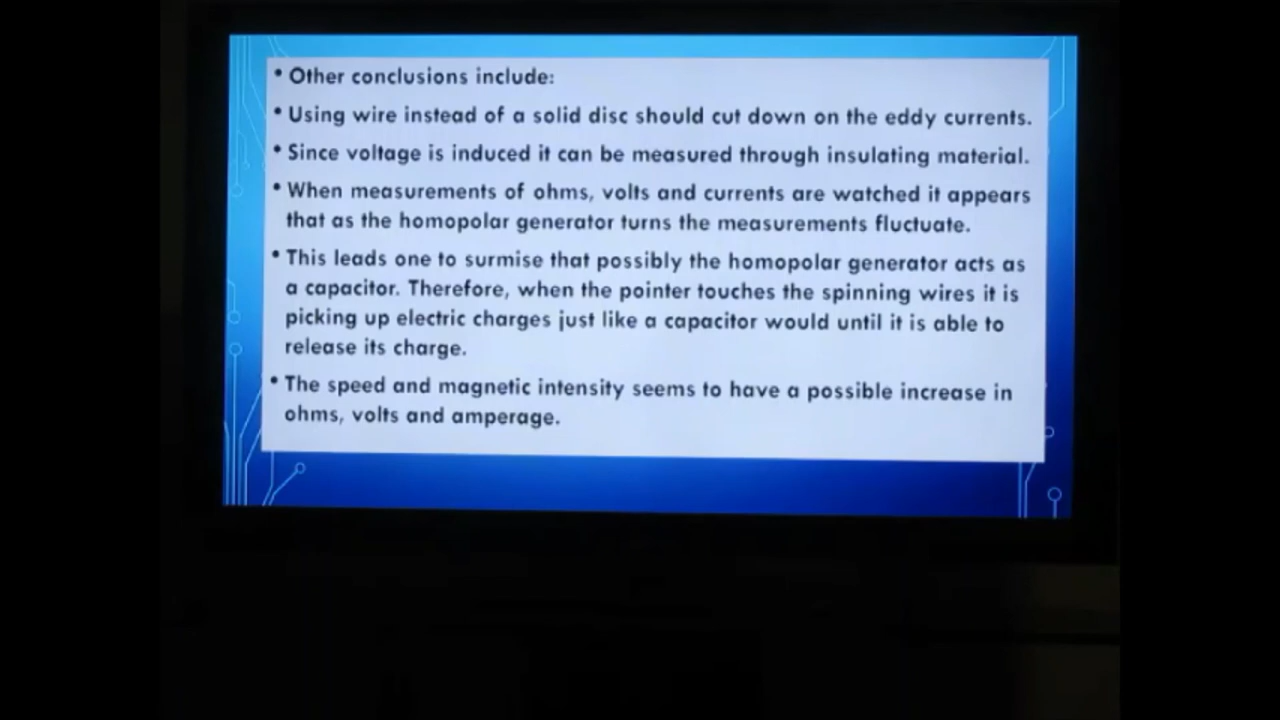 • Other conclusions include:
• Using wire instead of a solid disc should cut down on the eddy currents.
• Since voltage is induced it can be measured through insulating material.
• When measurements of ohms, volts and currents are watched it appears
that as the homopolar generator turns the measurements fluctuate.
• This leads one to surmise that possibly the homopolar generator acts as
a capacitor. Therefore, when the pointer touches the spinning wires it is
picking up electric charges just like a capacitor would until it is able to
release its charge.
• The speed and magnetic intensity seems to have a possible increase in
ohms, volts and amperage.